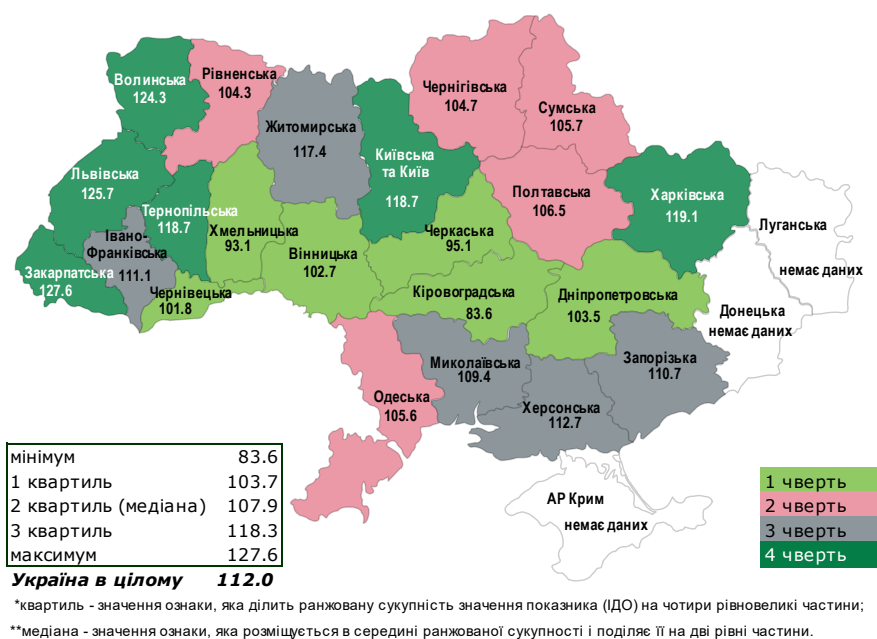 Волинська
124.3
Рівненська
104.3
Житомирська
117.4
Київська
та Київ
118.7
Чернігівська
104.7
Сумська
105.7
Львівська
125.7
Тернопільська
118.7
Хмельницька
93.1
Вінницька
102.7
Черкаська
95.1
Полтавська
106.5
Харківська
119.1
Луганська
немає даних
Івано-
Франківська
111.1
Закарпатська
127.6
Чернівецька
101.8
Кіровоградська
83.6
Дніпропетровська
103.5
Донецька
немає даних
Одеська
105.6
Миколаївська
109.4
Херсонська
112.7
Запорізька
110.7
АР Крим
немає даних
мінімум 83.6
1 квартиль 103.7
2 квартиль (медіана) 107.9
3 квартиль 118.3
максимум 127.6
Україна в цілому 112.0
1 чверть
2 чверть
3 чверть
4 чверть
*квартиль - значення ознаки, яка ділить ранжовану сукупність значення показника (ІДО) на чотири рівновеликі частини;
**медіана - значення ознаки, яка розміщується в середині ранжованої сукупності і поділяє її на дві рівні частини.